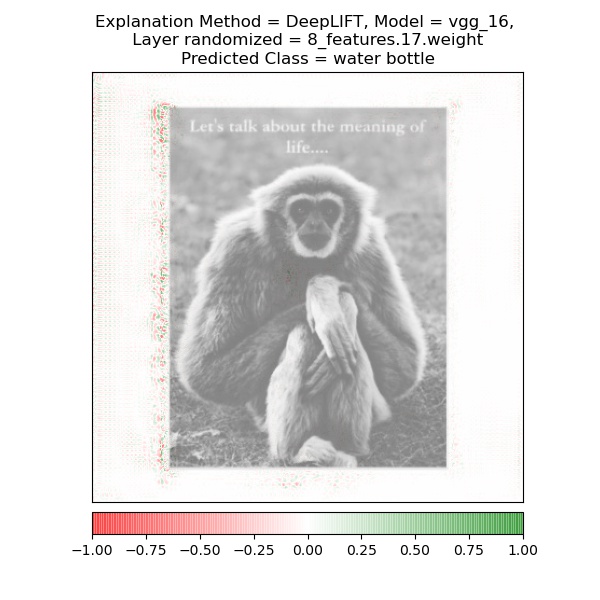 Explanation Method = DeepLIFT, Model = vgg_16,
Layer randomized = 8_features.17.weight
Predicted Class = water bottle
Let's talk about the meaning of
life....
−1.00 −0.75 −0.50 −0.25 0.00 0.25 0.50 0.75 1.00